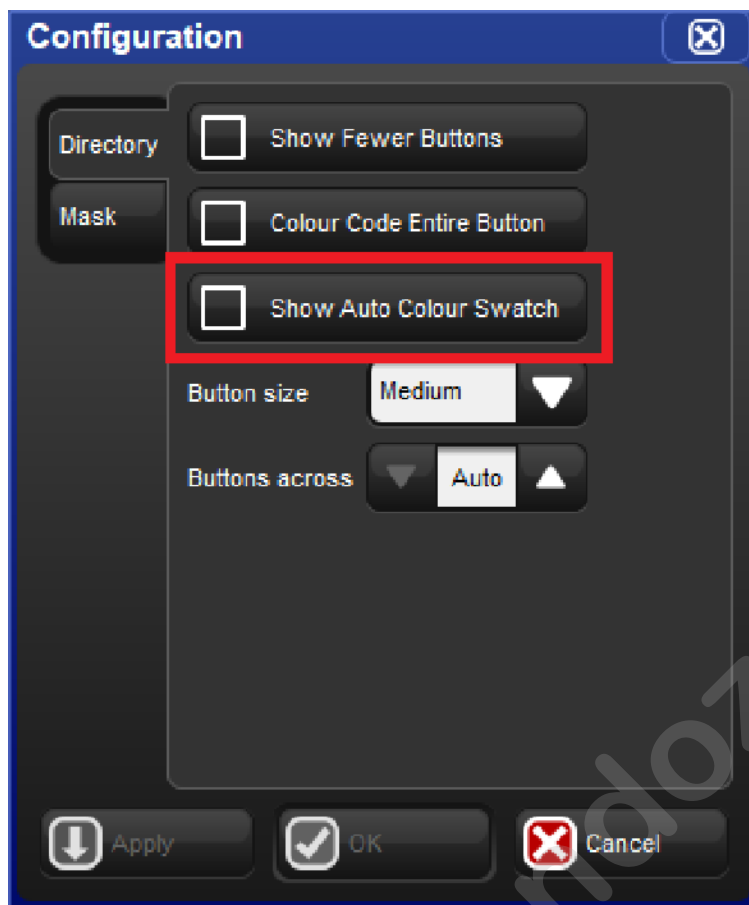 Configuration
Directory
Mask
Show Fewer Buttons
Colour Code Entire Button
Show Auto Colour Swatch
Button size Medium
Buttons across Auto
Apply OK Cancel